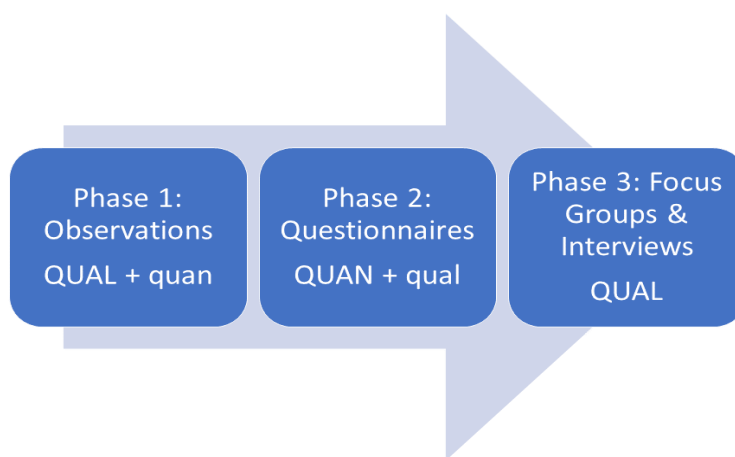 Phase 1:
Observations
QUAL + quan
Phase 2:
Questionnaires
QUAN + qual
Phase 3: Focus
Groups &
Interviews
QUAL